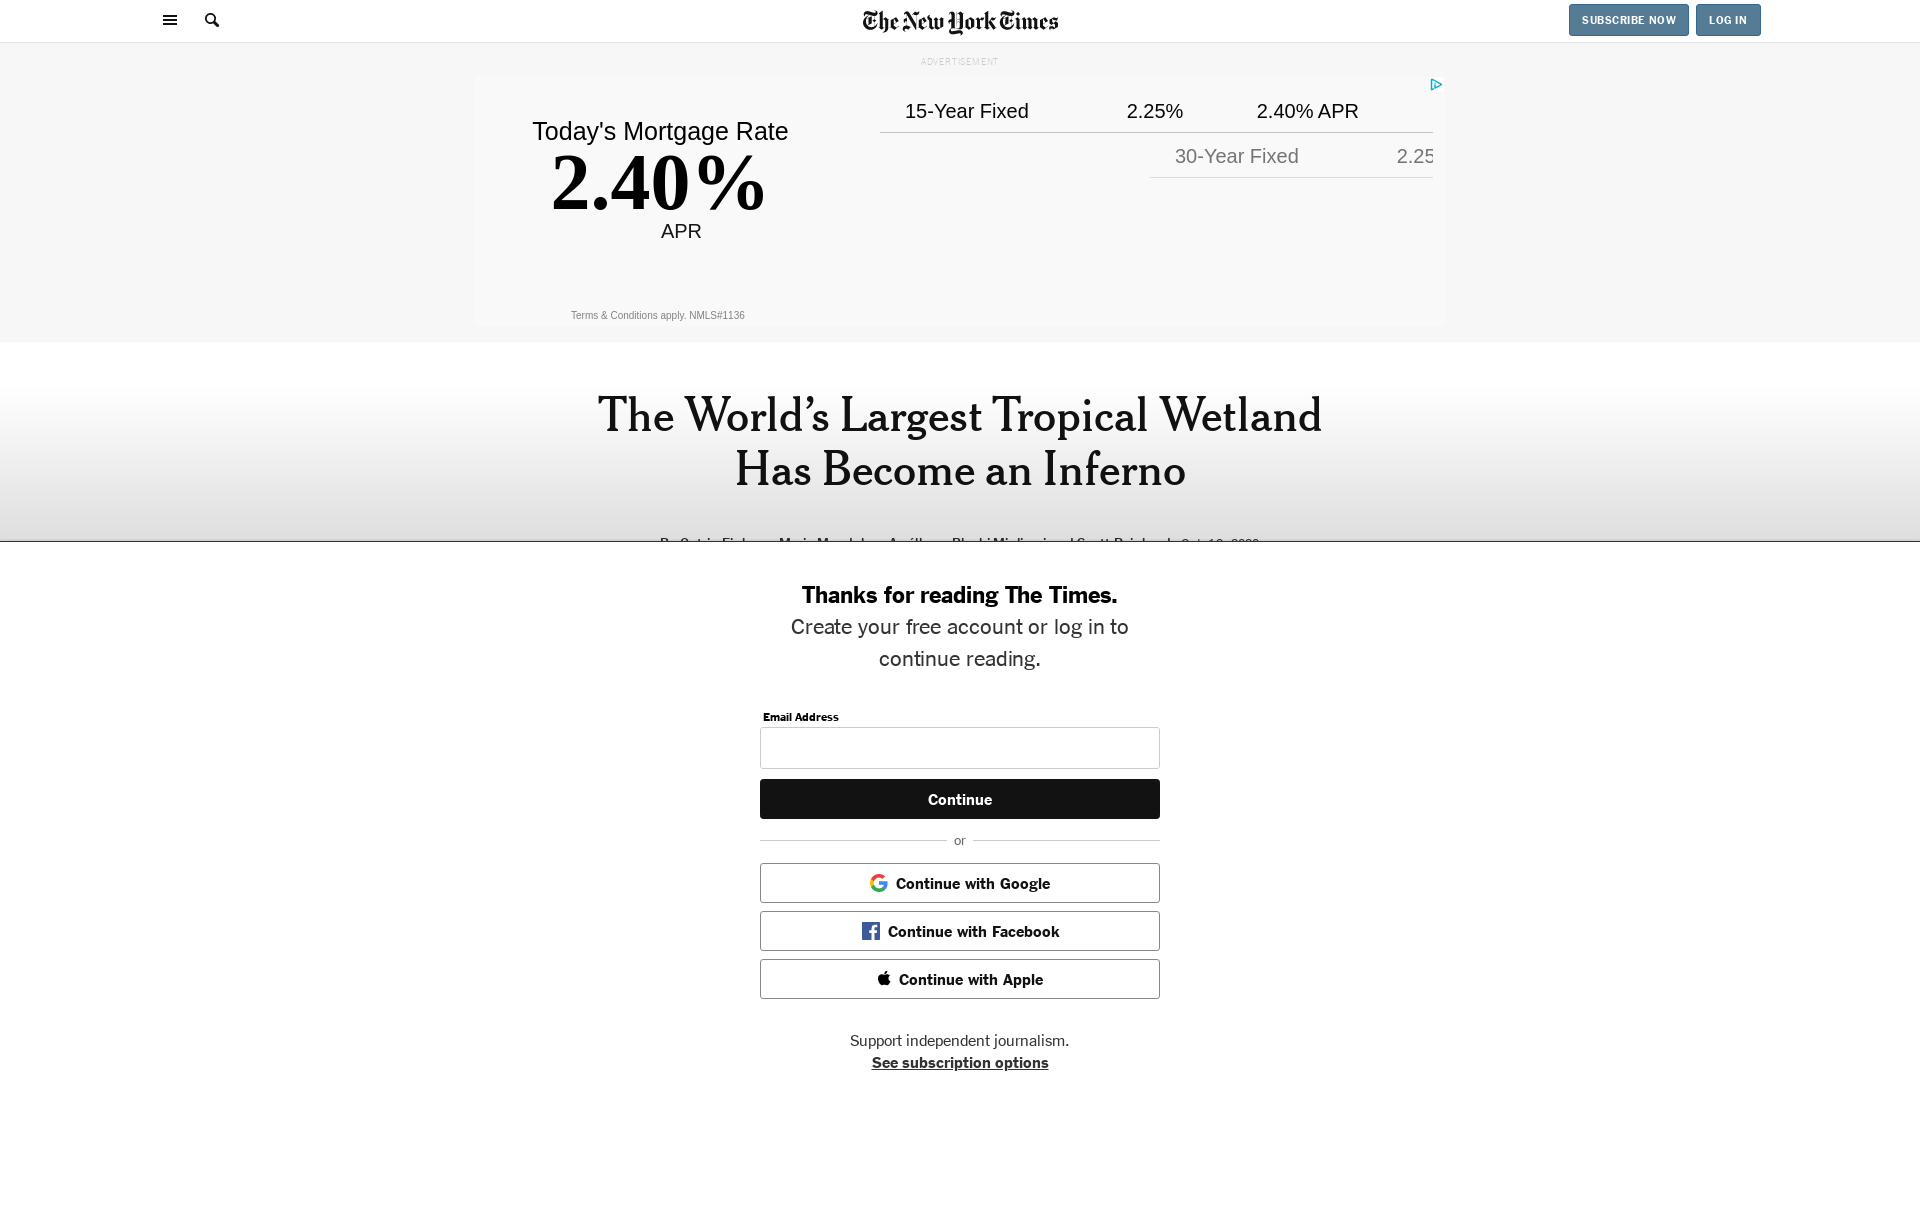 The New York Times
SUBSCRIBE NOW
LOG IN
ADVERTISEMENT
Today's Mortgage Rate
2.40%
APR
Terms & Conditions apply. NMLS#1136
15-Year Fixed 2.25% 2.40% APR
30-Year Fixed 2.25
The World’s Largest Tropical Wetland
Has Become an Inferno
Thanks for reading The Times.
Create your free account or log in to
continue reading.
Email Address
Continue
or
Continue with Google
Continue with Facebook
Continue with Apple
Support independent journalism.
See subscription options